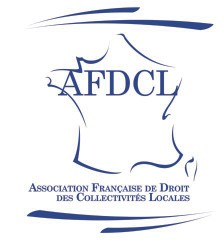 AFDCL
ASSOCIATION FRANÇAISE DE DROIT
DES COLLECTIVITÉS LOCALES